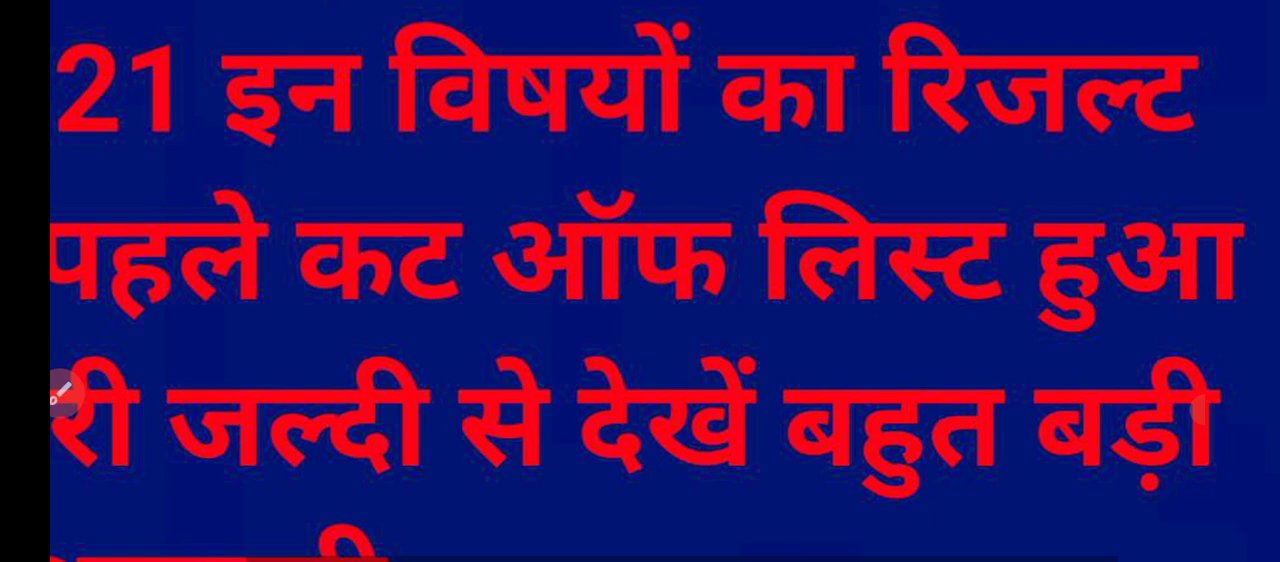 21 इन विषयों का रिजल्ट
पहले कट ऑफ लिस्ट हुआ
री जल्दी से देखें बहुत बड़ी